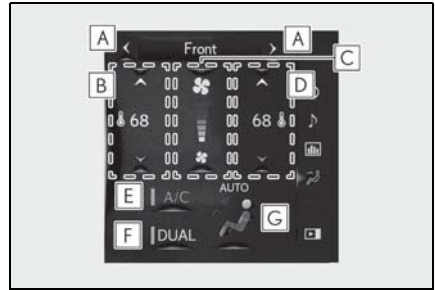 A Front A
C
B D
68 68
AUTO
E A/C
G
F DUAL